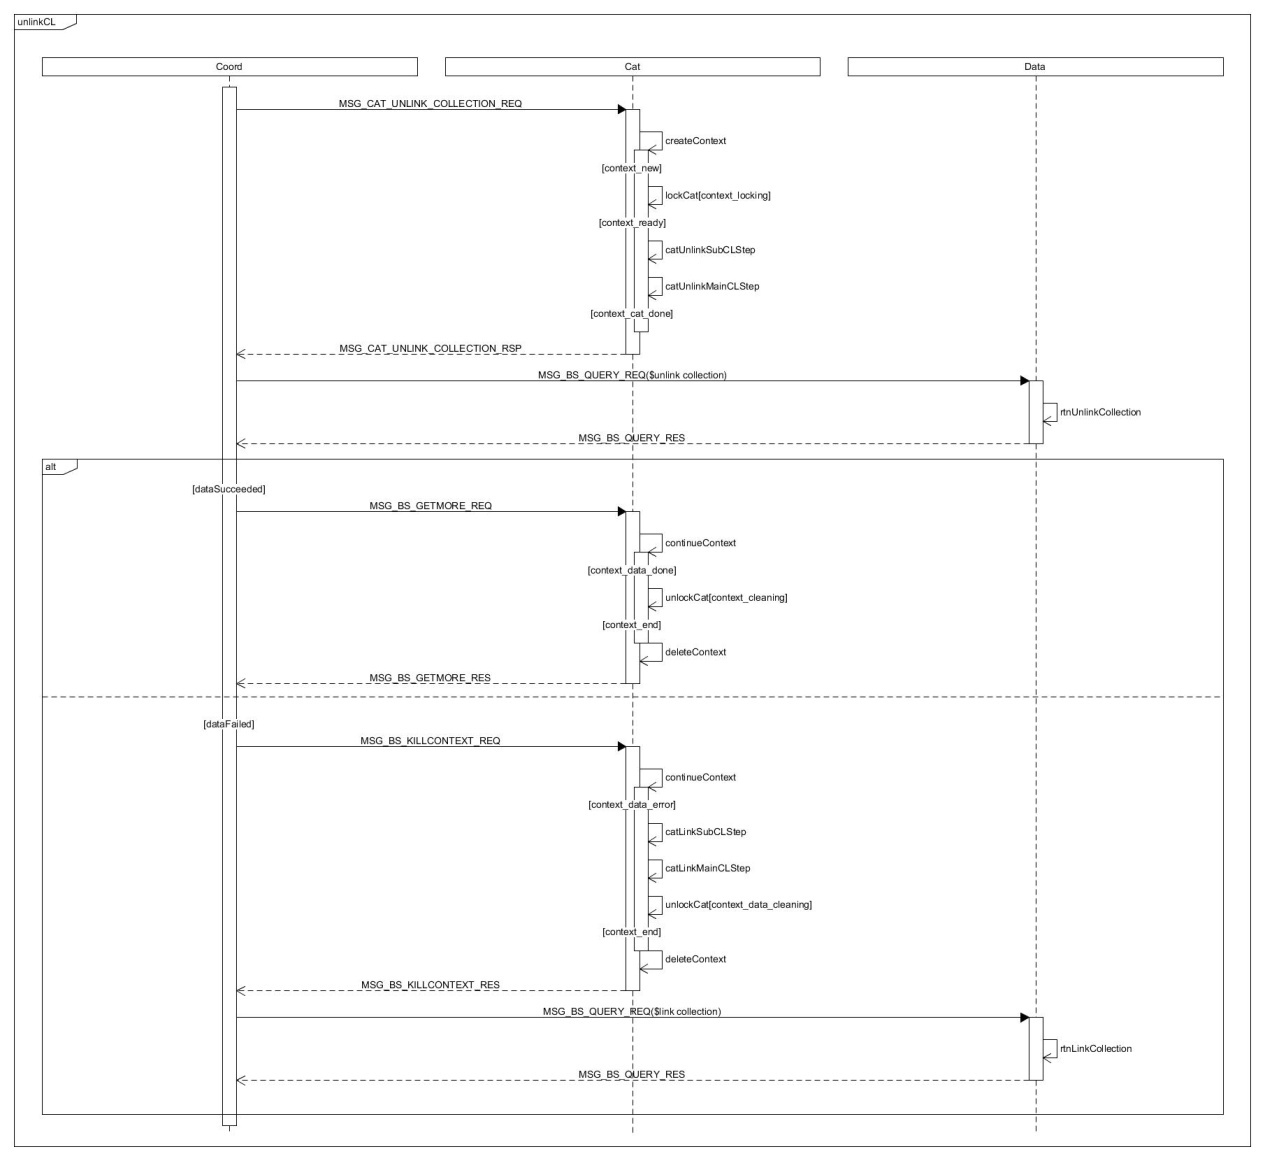 unlinkCL
Coord
Cat
Data
MSG_CAT_UNLINK_COLLECTION_REQ
createContext
[context_new]
lockCat[context_locking]
[context_ready]
catUnlinkSubCLStep
catUnlinkMainCLStep
[context_cat_done]
MSG_CAT_UNLINK_COLLECTION_RSP
MSG_BS_QUERY_REQ($unlink collection)
rtnUnlinkCollection
MSG_BS_QUERY_RES
alt
[dataSucceeded]
MSG_BS_GETMORE_REQ
continueContext
[context_data_done]
unlockCat[context_cleaning]
[context_end]
deleteContext
MSG_BS_GETMORE_RES
[dataFailed]
MSG_BS_KILLCONTEXT_REQ
continueContext
[context_data_error]
catLinkSubCLStep
catLinkMainCLStep
unlockCat[context_data_cleaning]
[context_end]
deleteContext
MSG_BS_KILLCONTEXT_RES
MSG_BS_QUERY_REQ($link collection)
rtnLinkCollection
MSG_BS_QUERY_RES